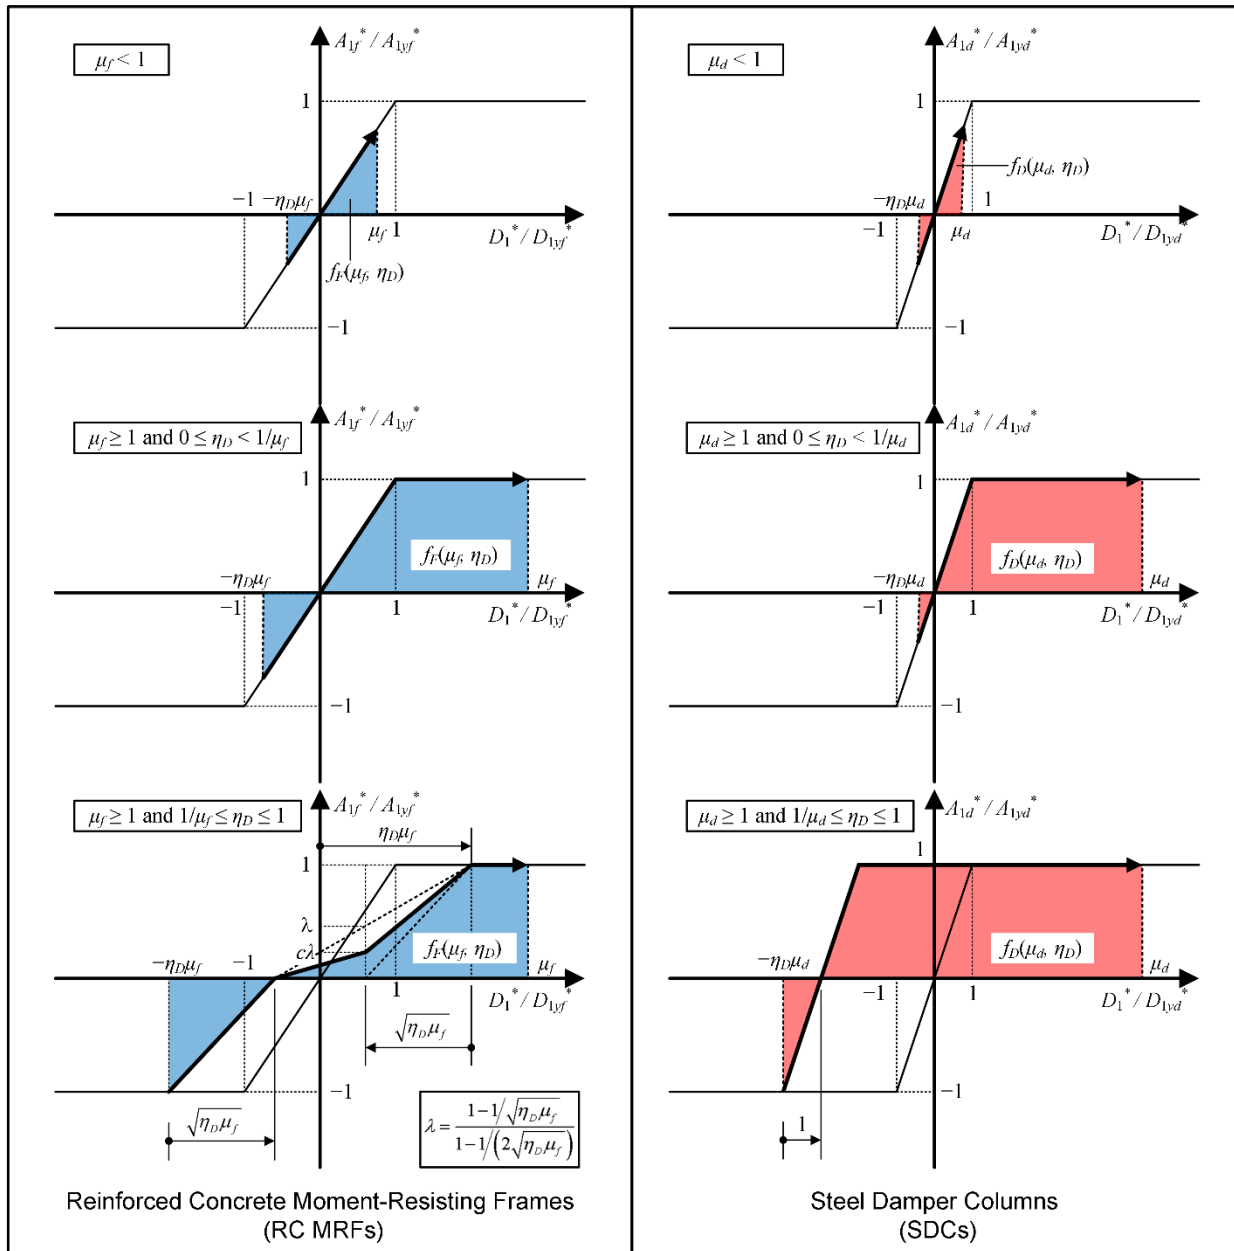 μf < 1
A1f* / A1yf*
1
−1
−ηDμf
μf
1
D1* / D1yf*
fF(μf, ηD)
−1
μd < 1
A1d* / A1yd*
1
fD(μd, ηD)
−ηDμd
1
−1
μd
D1* / D1yd*
−1
μf ≥ 1 and 0 ≤ ηD < 1/μf
A1f* / A1yf*
1
fF(μf, ηD)
−ηDμf
μf
−1
1
D1* / D1yf*
−1
μd ≥ 1 and 0 ≤ ηD < 1/μd
A1d* / A1yd*
1
fD(μd, ηD)
−ηDμd
μd
−1
1
D1* / D1yd*
−1
μf ≥ 1 and 1/μf ≤ ηD ≤ 1
A1f* / A1yf*
ηDμf
1
λ
cλ
fF(μf, ηD)
−ηDμf
−1
μf
1
D1* / D1yf*
√ηDμf
−1
√ηDμf
λ = (1−1/√ηDμf) / (1−1/(2√ηDμf))
Reinforced Concrete Moment-Resisting Frames
(RC MRFs)
μd ≥ 1 and 1/μd ≤ ηD ≤ 1
A1d* / A1yd*
1
fD(μd, ηD)
−ηDμd
μd
−1
1
D1* / D1yd*
−1
1
Steel Damper Columns
(SDCs)